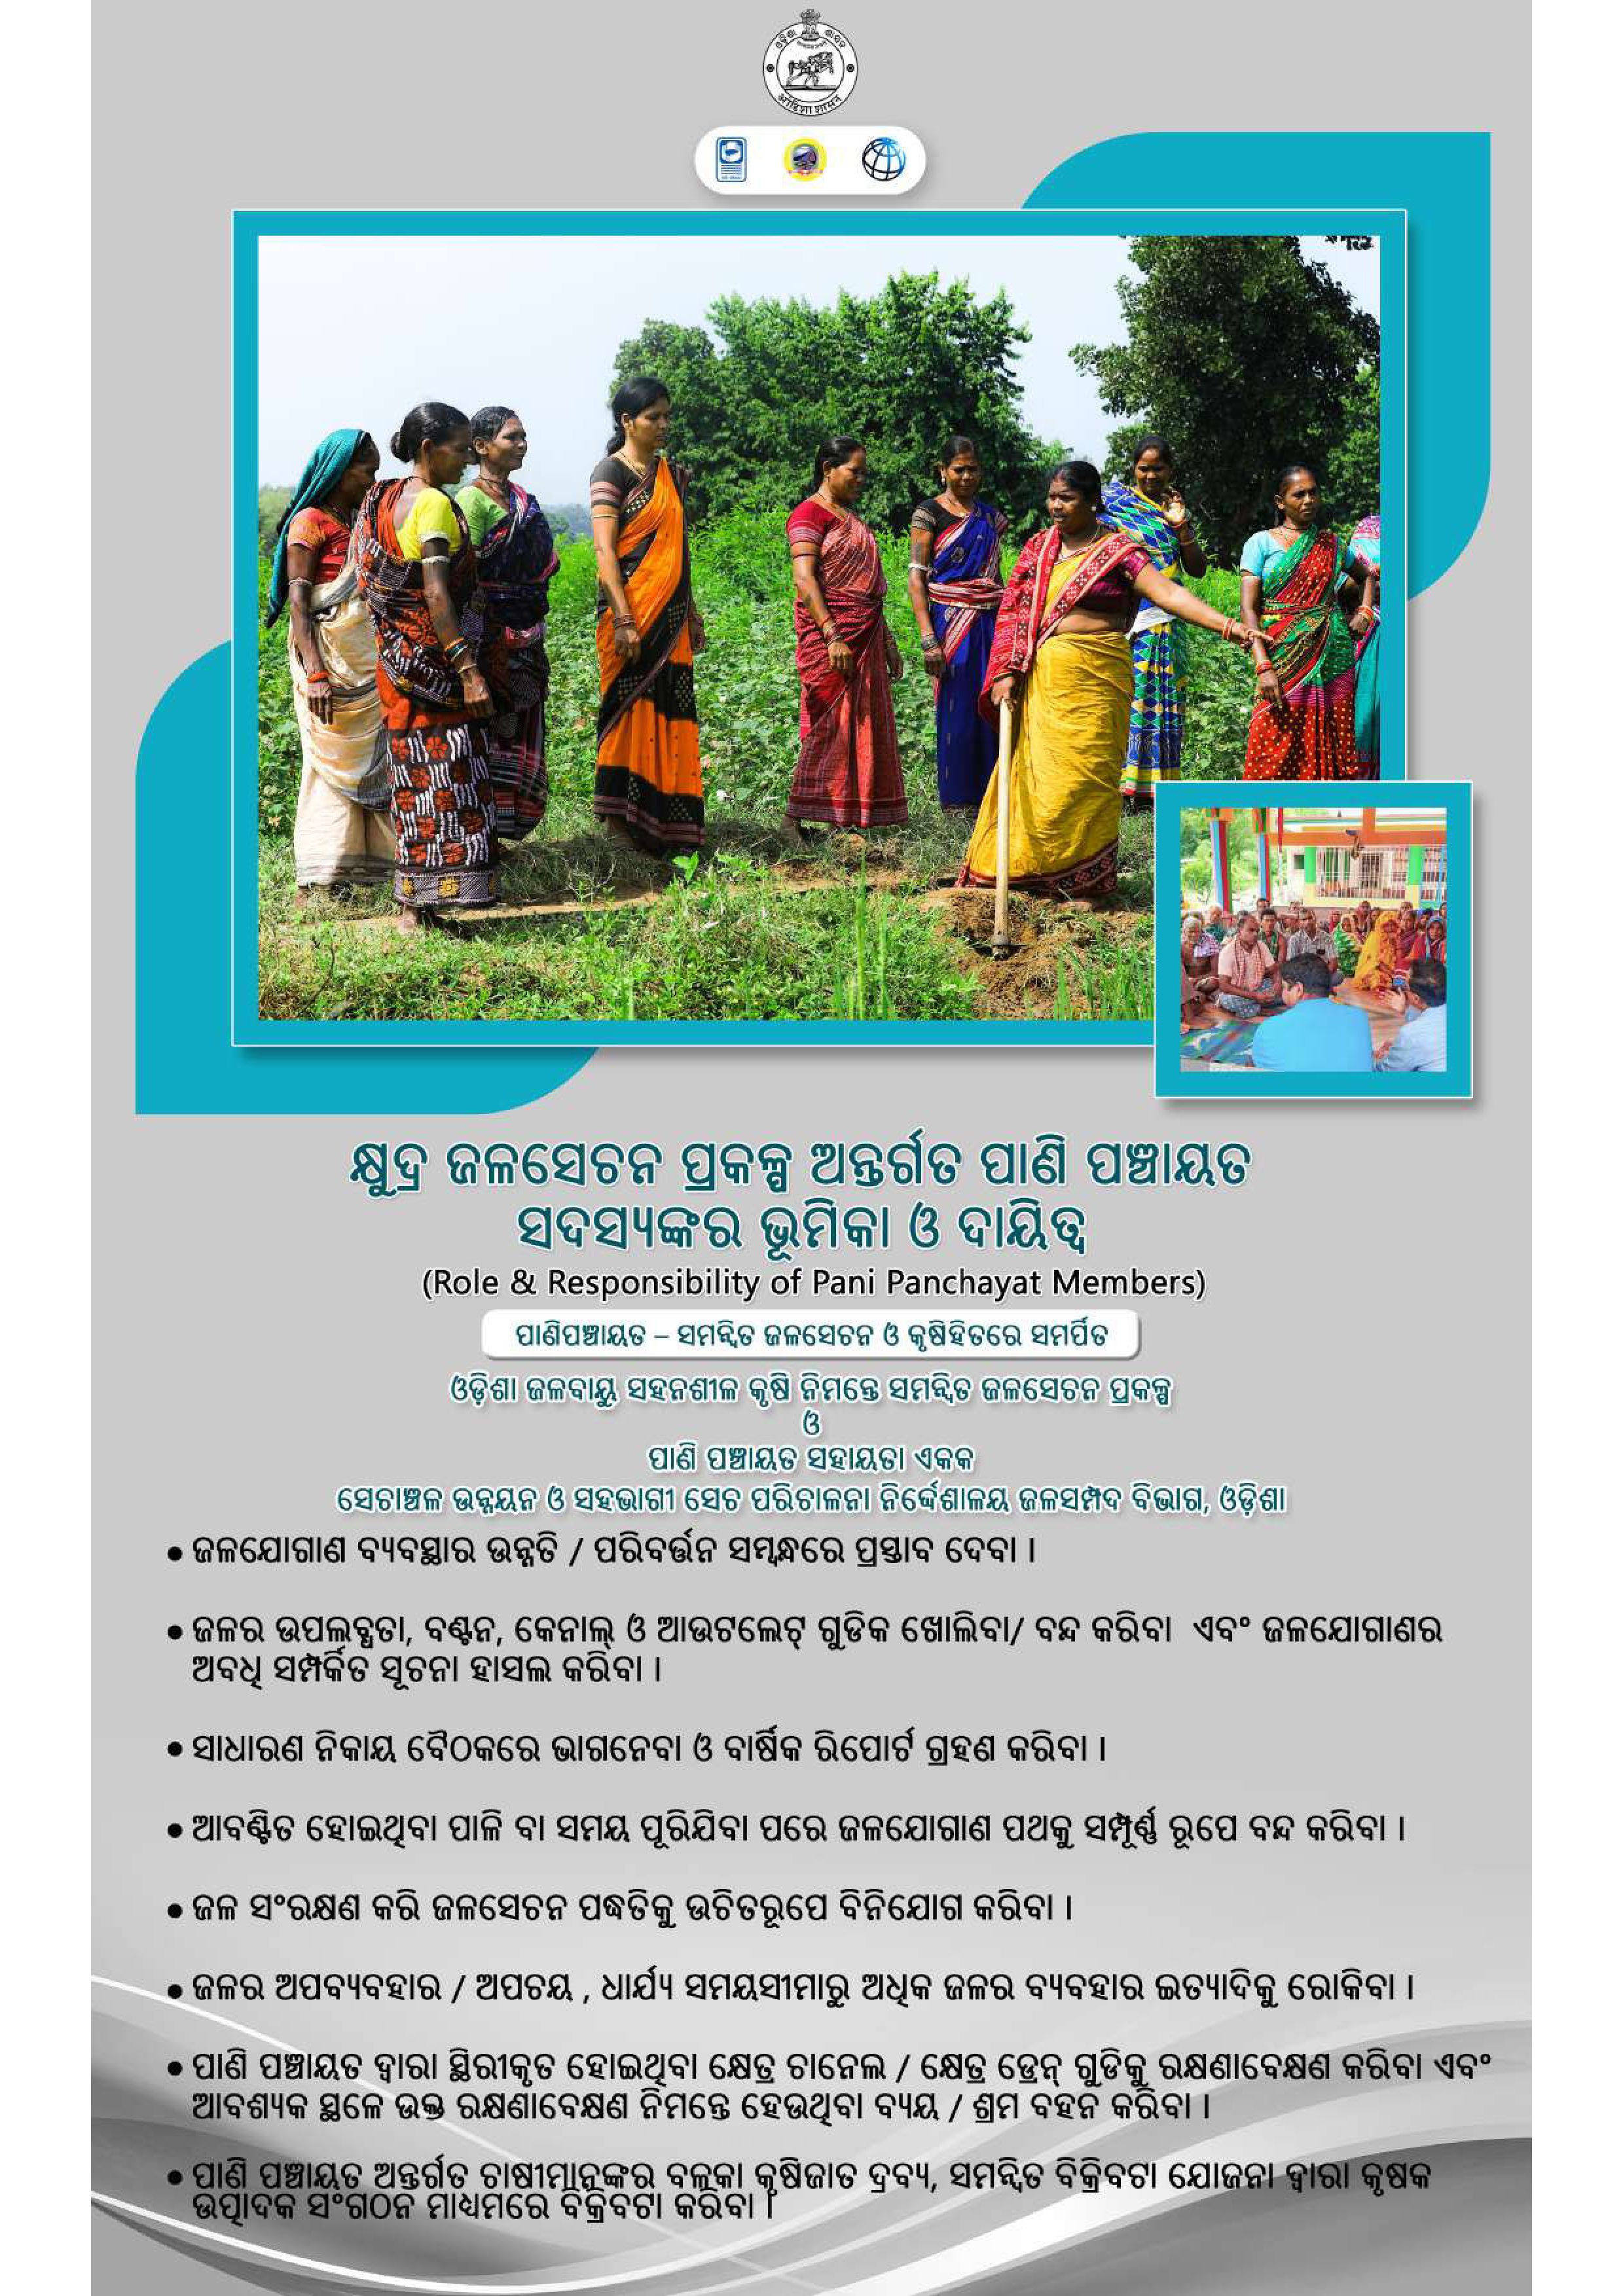 ଓଡ଼ିଶା ଶାସନ
କ୍ଷୁଦ୍ର ଜଳସେଚନ ପ୍ରକଳ୍ପ ଅନ୍ତର୍ଗତ ପାଣି ପଞ୍ଚାୟତ
ସଦସ୍ୟଙ୍କର ଭୂମିକା ଓ ଦାୟିତ୍ୱ
(Role & Responsibility of Pani Panchayat Members)
ପାଣିପଞ୍ଚାୟତ – ସମନ୍ୱିତ ଜଳସେଚନ ଓ କୃଷିହିତରେ ସମର୍ପିତ
ଓଡ଼ିଶା ଜଳବାୟୁ ସହନଶୀଳ କୃଷି ନିମନ୍ତେ ସମନ୍ୱିତ ଜଳସେଚନ ପ୍ରକଳ୍ପ
ଓ
ପାଣି ପଞ୍ଚାୟତ ସହାୟତା ଏକକ
ସେଚାଞ୍ଚଳ ଉନ୍ନୟନ ଓ ସହଭାଗୀ ସେଚ ପରିଚାଳନା ନିର୍ଦ୍ଦେଶାଳୟ ଜଳସମ୍ପଦ ବିଭାଗ, ଓଡ଼ିଶା
• ଜଳଯୋଗାଣ ବ୍ୟବସ୍ଥାର ଉନ୍ନତି / ପରିବର୍ତ୍ତନ ସମ୍ବନ୍ଧରେ ପ୍ରସ୍ତାବ ଦେବା ।
• ଜଳର ଉପଲବ୍ଧତା, ବଣ୍ଟନ, କେନାଲ୍ ଓ ଆଉଟଲେଟ୍ ଗୁଡିକ ଖୋଲିବା/ ବନ୍ଦ କରିବା ଏବଂ ଜଳଯୋଗାଣର
ଅବଧି ସମ୍ପର୍କିତ ସୂଚନା ହାସଲ କରିବା ।
• ସାଧାରଣ ନିକାୟ ବୈଠକରେ ଭାଗନେବା ଓ ବାର୍ଷିକ ରିପୋର୍ଟ ଗ୍ରହଣ କରିବା ।
• ଆବଣ୍ଟିତ ହୋଇଥିବା ପାଳି ବା ସମୟ ପୂରିଯିବା ପରେ ଜଳଯୋଗାଣ ପଥକୁ ସମ୍ପୂର୍ଣ୍ଣ ରୂପେ ବନ୍ଦ କରିବା ।
• ଜଳ ସଂରକ୍ଷଣ କରି ଜଳସେଚନ ପଦ୍ଧତିକୁ ଉଚିତରୂପେ ବିନିଯୋଗ କରିବା ।
• ଜଳର ଅପବ୍ୟବହାର / ଅପଚୟ , ଧାର୍ଯ୍ୟ ସମୟସୀମାରୁ ଅଧିକ ଜଳର ବ୍ୟବହାର ଇତ୍ୟାଦିକୁ ରୋକିବା ।
• ପାଣି ପଞ୍ଚାୟତ ଦ୍ୱାରା ସ୍ଥିରୀକୃତ ହୋଇଥିବା କ୍ଷେତ୍ର ଚାନେଲ / କ୍ଷେତ୍ର ଡ୍ରେନ୍ ଗୁଡିକୁ ରକ୍ଷଣାବେକ୍ଷଣ କରିବା ଏବଂ
ଆବଶ୍ୟକ ସ୍ଥଳେ ଉକ୍ତ ରକ୍ଷଣାବେକ୍ଷଣ ନିମନ୍ତେ ହେଉଥିବା ବ୍ୟୟ / ଶ୍ରମ ବହନ କରିବା ।
• ପାଣି ପଞ୍ଚାୟତ ଅନ୍ତର୍ଗତ ଚାଷୀମାନଙ୍କର ବଳକା କୃଷିଜାତ ଦ୍ରବ୍ୟ, ସମନ୍ୱିତ ବିକ୍ରିବଟା ଯୋଜନା ଦ୍ୱାରା କୃଷକ
ଉତ୍ପାଦକ ସଂଗଠନ ମାଧ୍ୟମରେ ବିକ୍ରିବଟା କରିବା ।